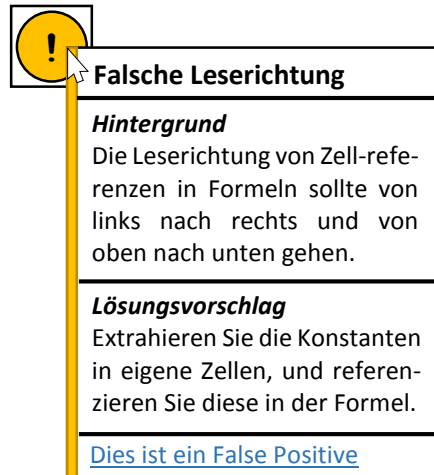 !
Falsche Leserichtung
Hintergrund
Die Leserichtung von Zell-refe-
renzen in Formeln sollte von
links nach rechts und von
oben nach unten gehen.
Lösungsvorschlag
Extrahieren Sie die Konstanten
in eigene Zellen, und referen-
zieren Sie diese in der Formel.
Dies ist ein False Positive